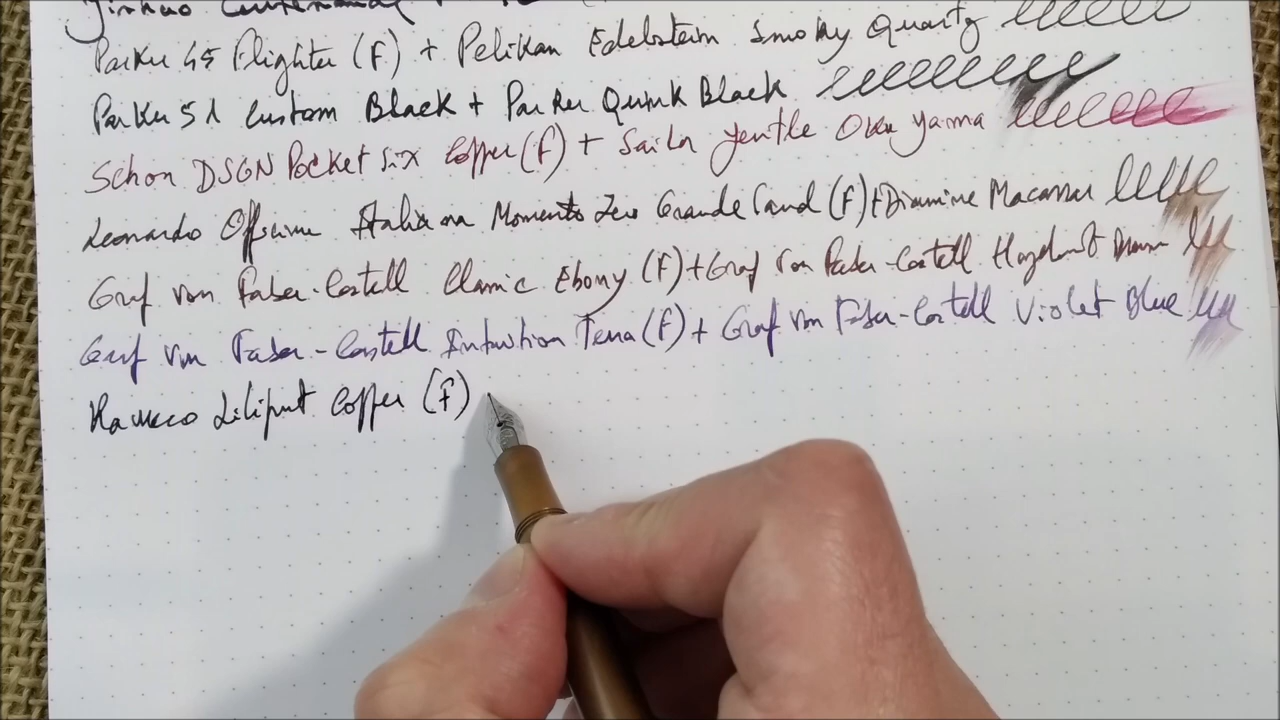 Jinhao Centennial
Parker 45 Flighter (F) + Pelikan Edelstein Smoky Quartz
Parker 51 Custom Black + Parker Quink Black
Schon DSGN Pocket Six Copper (F) + Sailor Jentle Oku Yama
Leonardo Officina Italiana Momento Zero Grande Card (F) + Diamine Macassar
Graf von Faber-Castell Classic Ebony (F) + Graf von Faber-Castell Hazelnut Brown
Graf von Faber-Castell Intuition Terra (F) + Graf von Faber-Castell Violet Blue
Kaweco Liliput Copper (F)